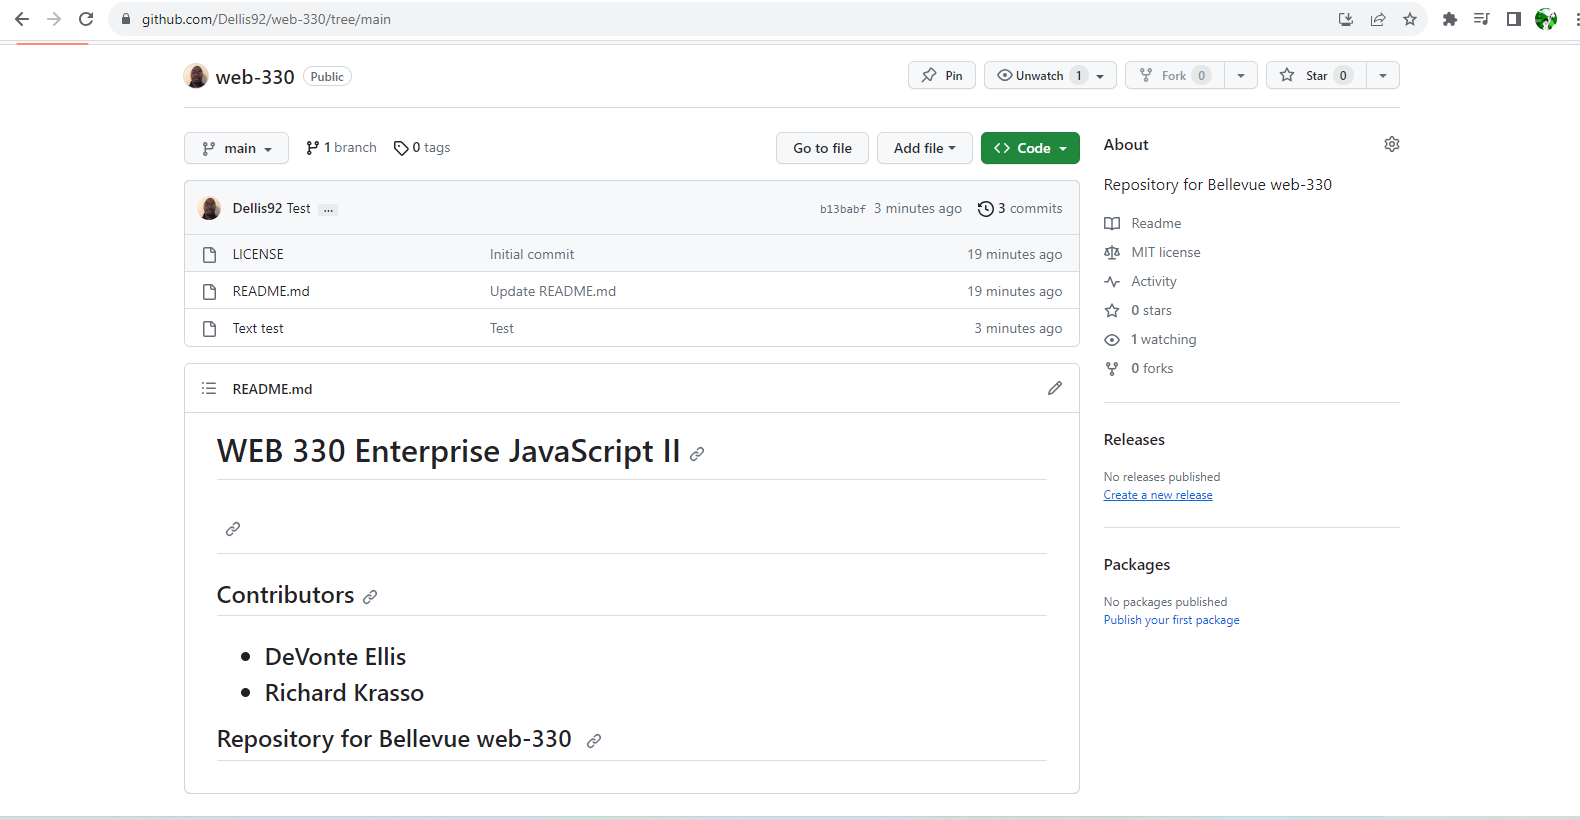 github.com/Dellis92/web-330/tree/main
web-330 Public Pin Unwatch 1 Fork 0 Star 0
main 1 branch 0 tags Go to file Add file <> Code
Dellis92 Test ... b13babf 3 minutes ago 3 commits
LICENSE Initial commit 19 minutes ago
README.md Update README.md 19 minutes ago
Text test Test 3 minutes ago
README.md
WEB 330 Enterprise JavaScript II
Contributors
• DeVonte Ellis
• Richard Krasso
Repository for Bellevue web-330
About
Repository for Bellevue web-330
Readme
MIT license
Activity
0 stars
1 watching
0 forks
Releases
No releases published
Create a new release
Packages
No packages published
Publish your first package